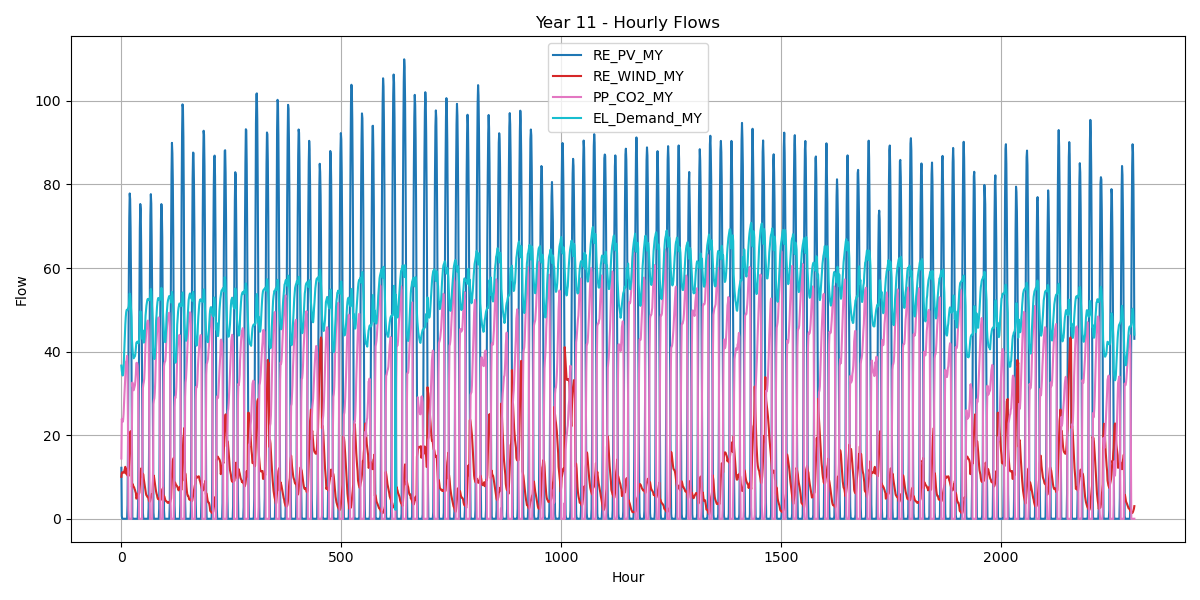 Year 11 - Hourly Flows
RE_PV_MY
RE_WIND_MY
PP_CO2_MY
EL_Demand_MY
Flow
100
80
60
40
20
0
0 500 1000 1500 2000
Hour